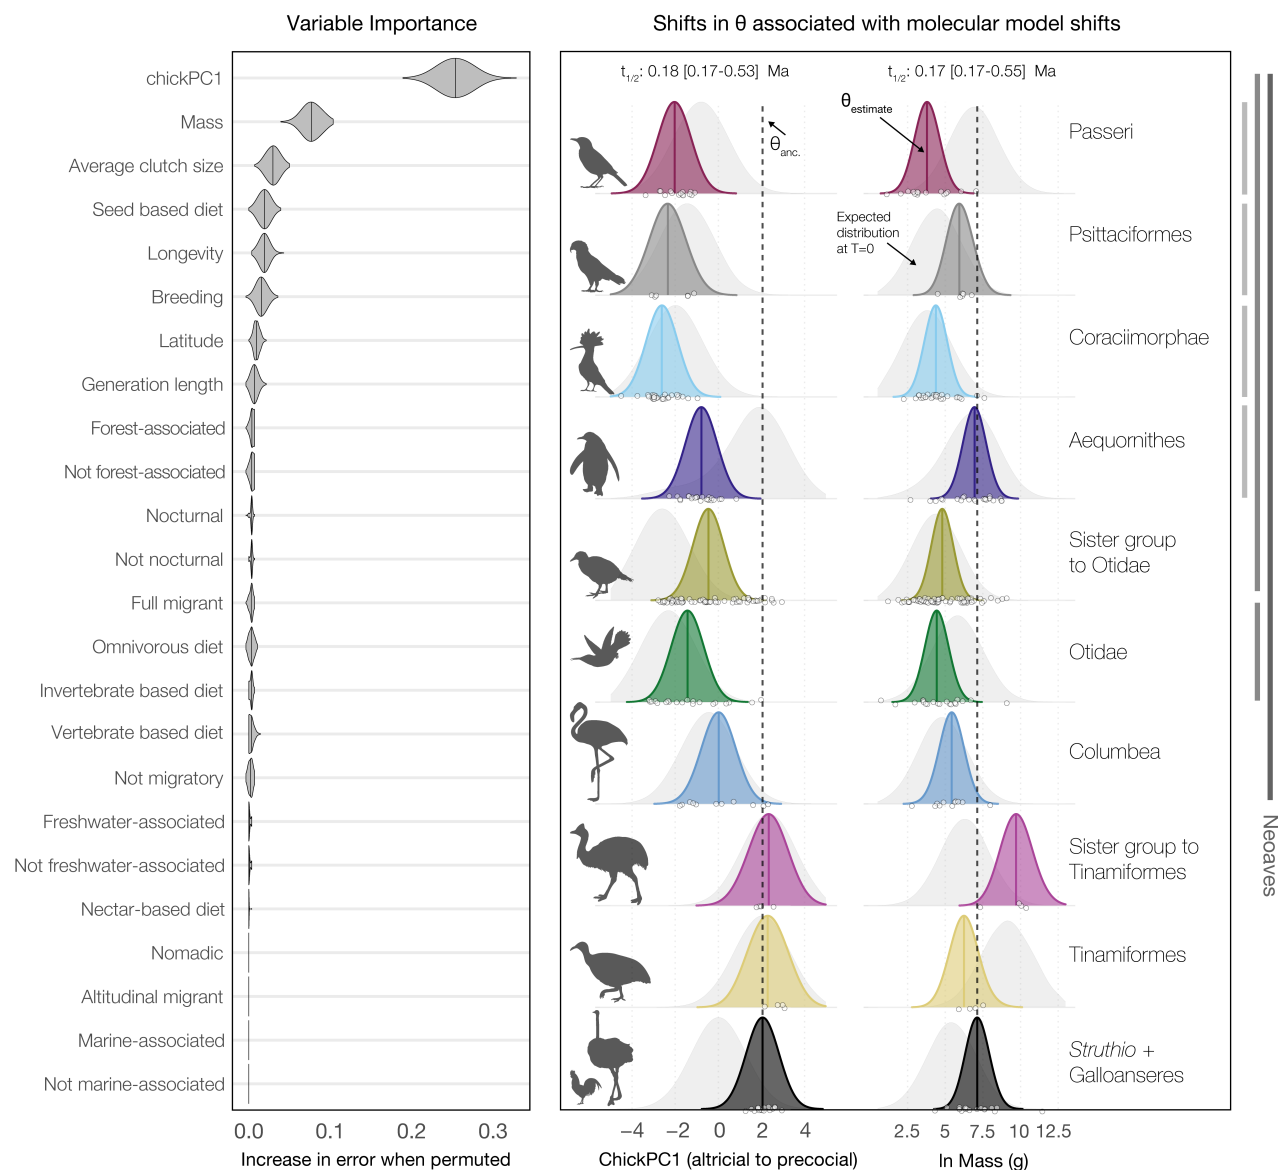 Variable Importance
chickPC1
Mass
Average clutch size
Seed based diet
Longevity
Breeding
Latitude
Generation length
Forest-associated
Not forest-associated
Nocturnal
Not nocturnal
Full migrant
Omnivorous diet
Invertebrate based diet
Vertebrate based diet
Not migratory
Freshwater-associated
Not freshwater-associated
Nectar-based diet
Nomadic
Altitudinal migrant
Marine-associated
Not marine-associated
0.0 0.1 0.2 0.3
Increase in error when permuted
Shifts in θ associated with molecular model shifts
t1/2: 0.18 [0.17-0.53] Ma
t1/2: 0.17 [0.17-0.55] Ma
θanc.
θestimate
Expected
distribution
at T=0
Passeri
Psittaciformes
Coraciimorphae
Aequornithes
Sister group
to Otidae
Otidae
Columbea
Sister group to
Tinamiformes
Tinamiformes
Struthio +
Galloanseres
Neoaves
−4 −2 0 2 4
ChickPC1 (altricial to precocial)
2.5 5 7.5 10 12.5
ln Mass (g)